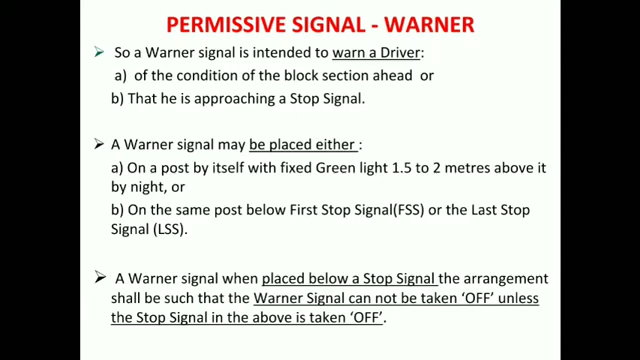 PERMISSIVE SIGNAL - WARNER
➢ So a Warner signal is intended to warn a Driver:
a) of the condition of the block section ahead or
b) That he is approaching a Stop Signal.
➢ A Warner signal may be placed either :
a) On a post by itself with fixed Green light 1.5 to 2 metres above it
by night, or
b) On the same post below First Stop Signal(FSS) or the Last Stop
Signal (LSS).
➢ A Warner signal when placed below a Stop Signal the arrangement
shall be such that the Warner Signal can not be taken ‘OFF’ unless
the Stop Signal in the above is taken ‘OFF’.